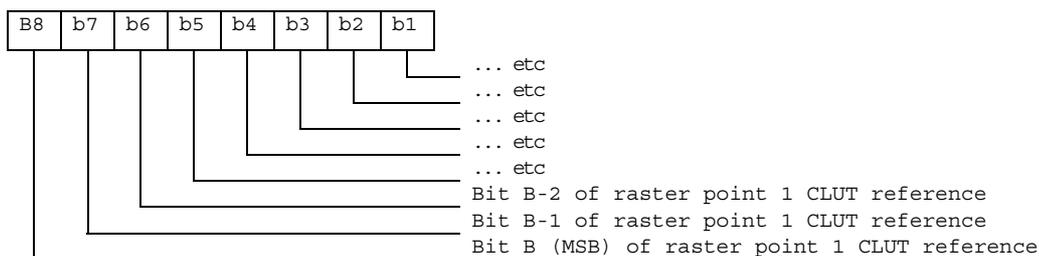 B8 b7 b6 b5 b4 b3 b2 b1
... etc
... etc
... etc
... etc
... etc
Bit B-2 of raster point 1 CLUT reference
Bit B-1 of raster point 1 CLUT reference
Bit B (MSB) of raster point 1 CLUT reference